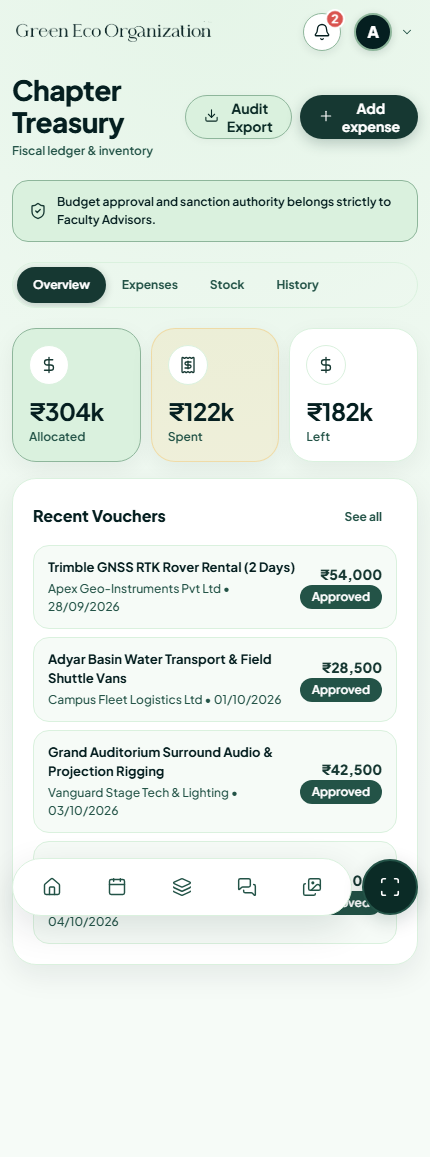 Green Eco Organization
2
A
Chapter
Treasury
Fiscal ledger & inventory
Audit
Export
Add
expense
Budget approval and sanction authority belongs strictly to
Faculty Advisors.
Overview
Expenses
Stock
History
₹304k
Allocated
₹122k
Spent
₹182k
Left
Recent Vouchers
See all
Trimble GNSS RTK Rover Rental (2 Days)
Apex Geo-Instruments Pvt Ltd •
28/09/2026
₹54,000
Approved
Adyar Basin Water Transport & Field
Shuttle Vans
Campus Fleet Logistics Ltd • 01/10/2026
₹28,500
Approved
Grand Auditorium Surround Audio &
Projection Rigging
Vanguard Stage Tech & Lighting •
03/10/2026
₹42,500
Approved
04/10/2026